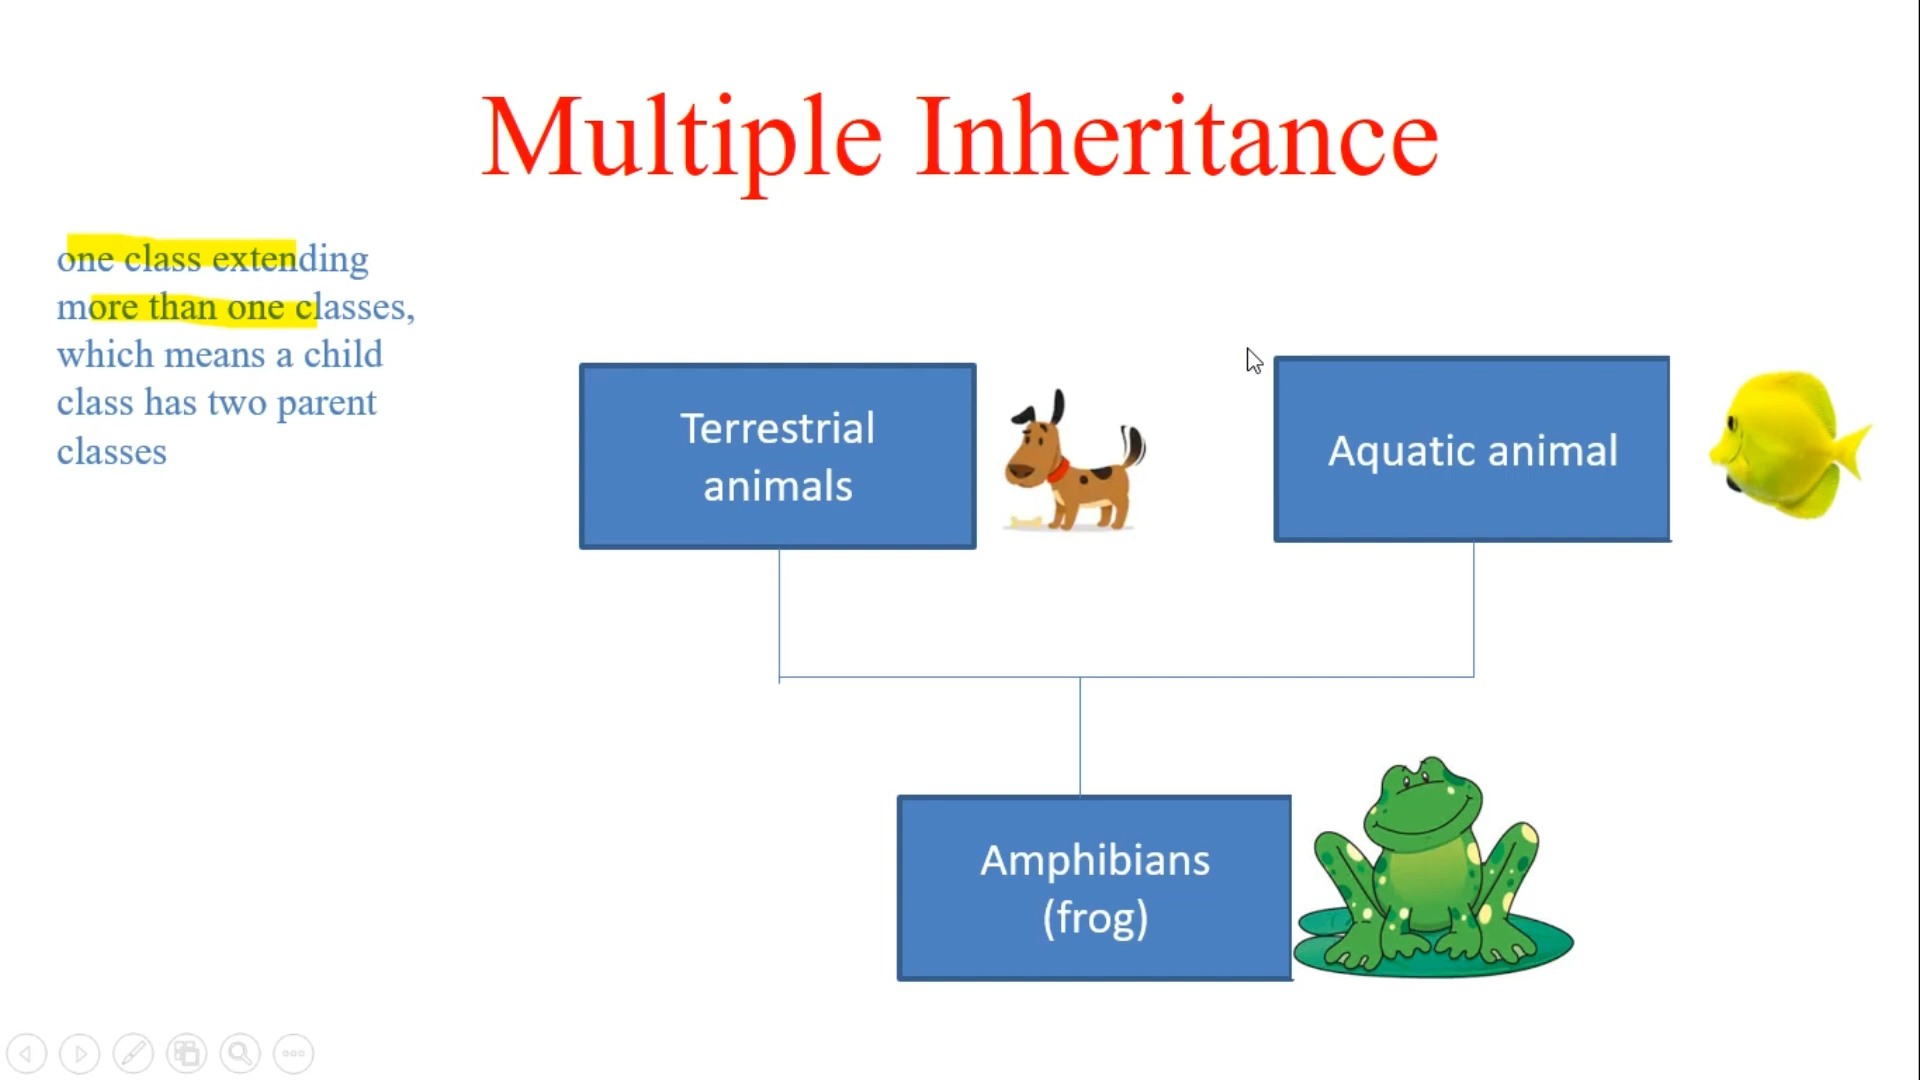 Multiple Inheritance
one class extending
more than one classes,
which means a child
class has two parent
classes
Terrestrial
animals
Aquatic animal
Amphibians
(frog)